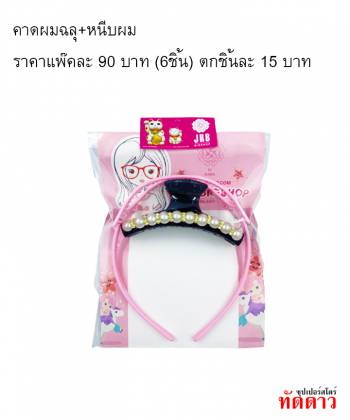 คาดผมฉลุ+หนีบผม
ราคาแพ๊คละ 90 บาท (6ชิ้น) ตกชิ้นละ 15 บาท
JRB
GIFTSHOP
ซุปเปอร์สโตร์
ทัดดาว